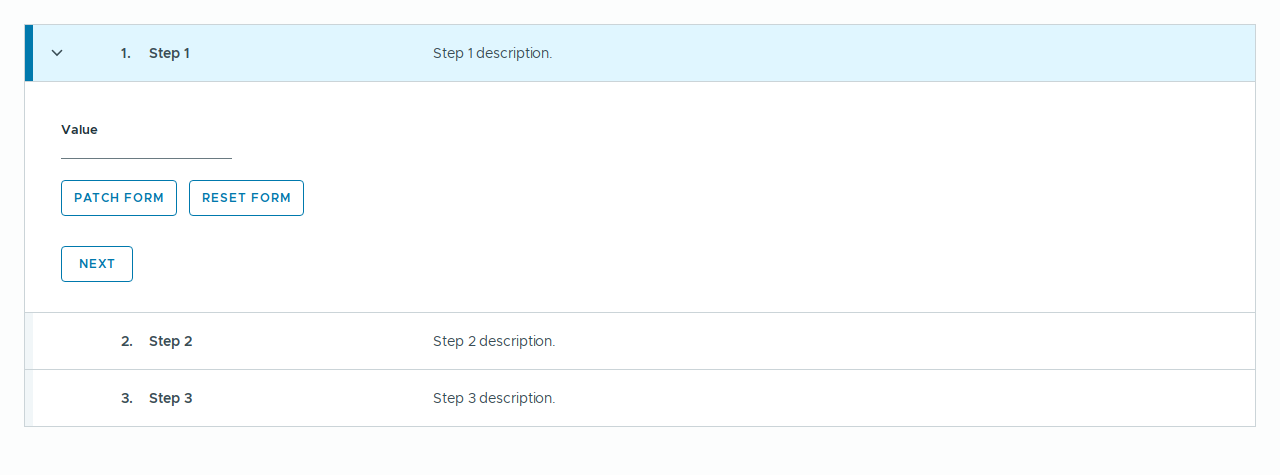 1. Step 1 Step 1 description.
Value
PATCH FORM RESET FORM
NEXT
2. Step 2 Step 2 description.
3. Step 3 Step 3 description.